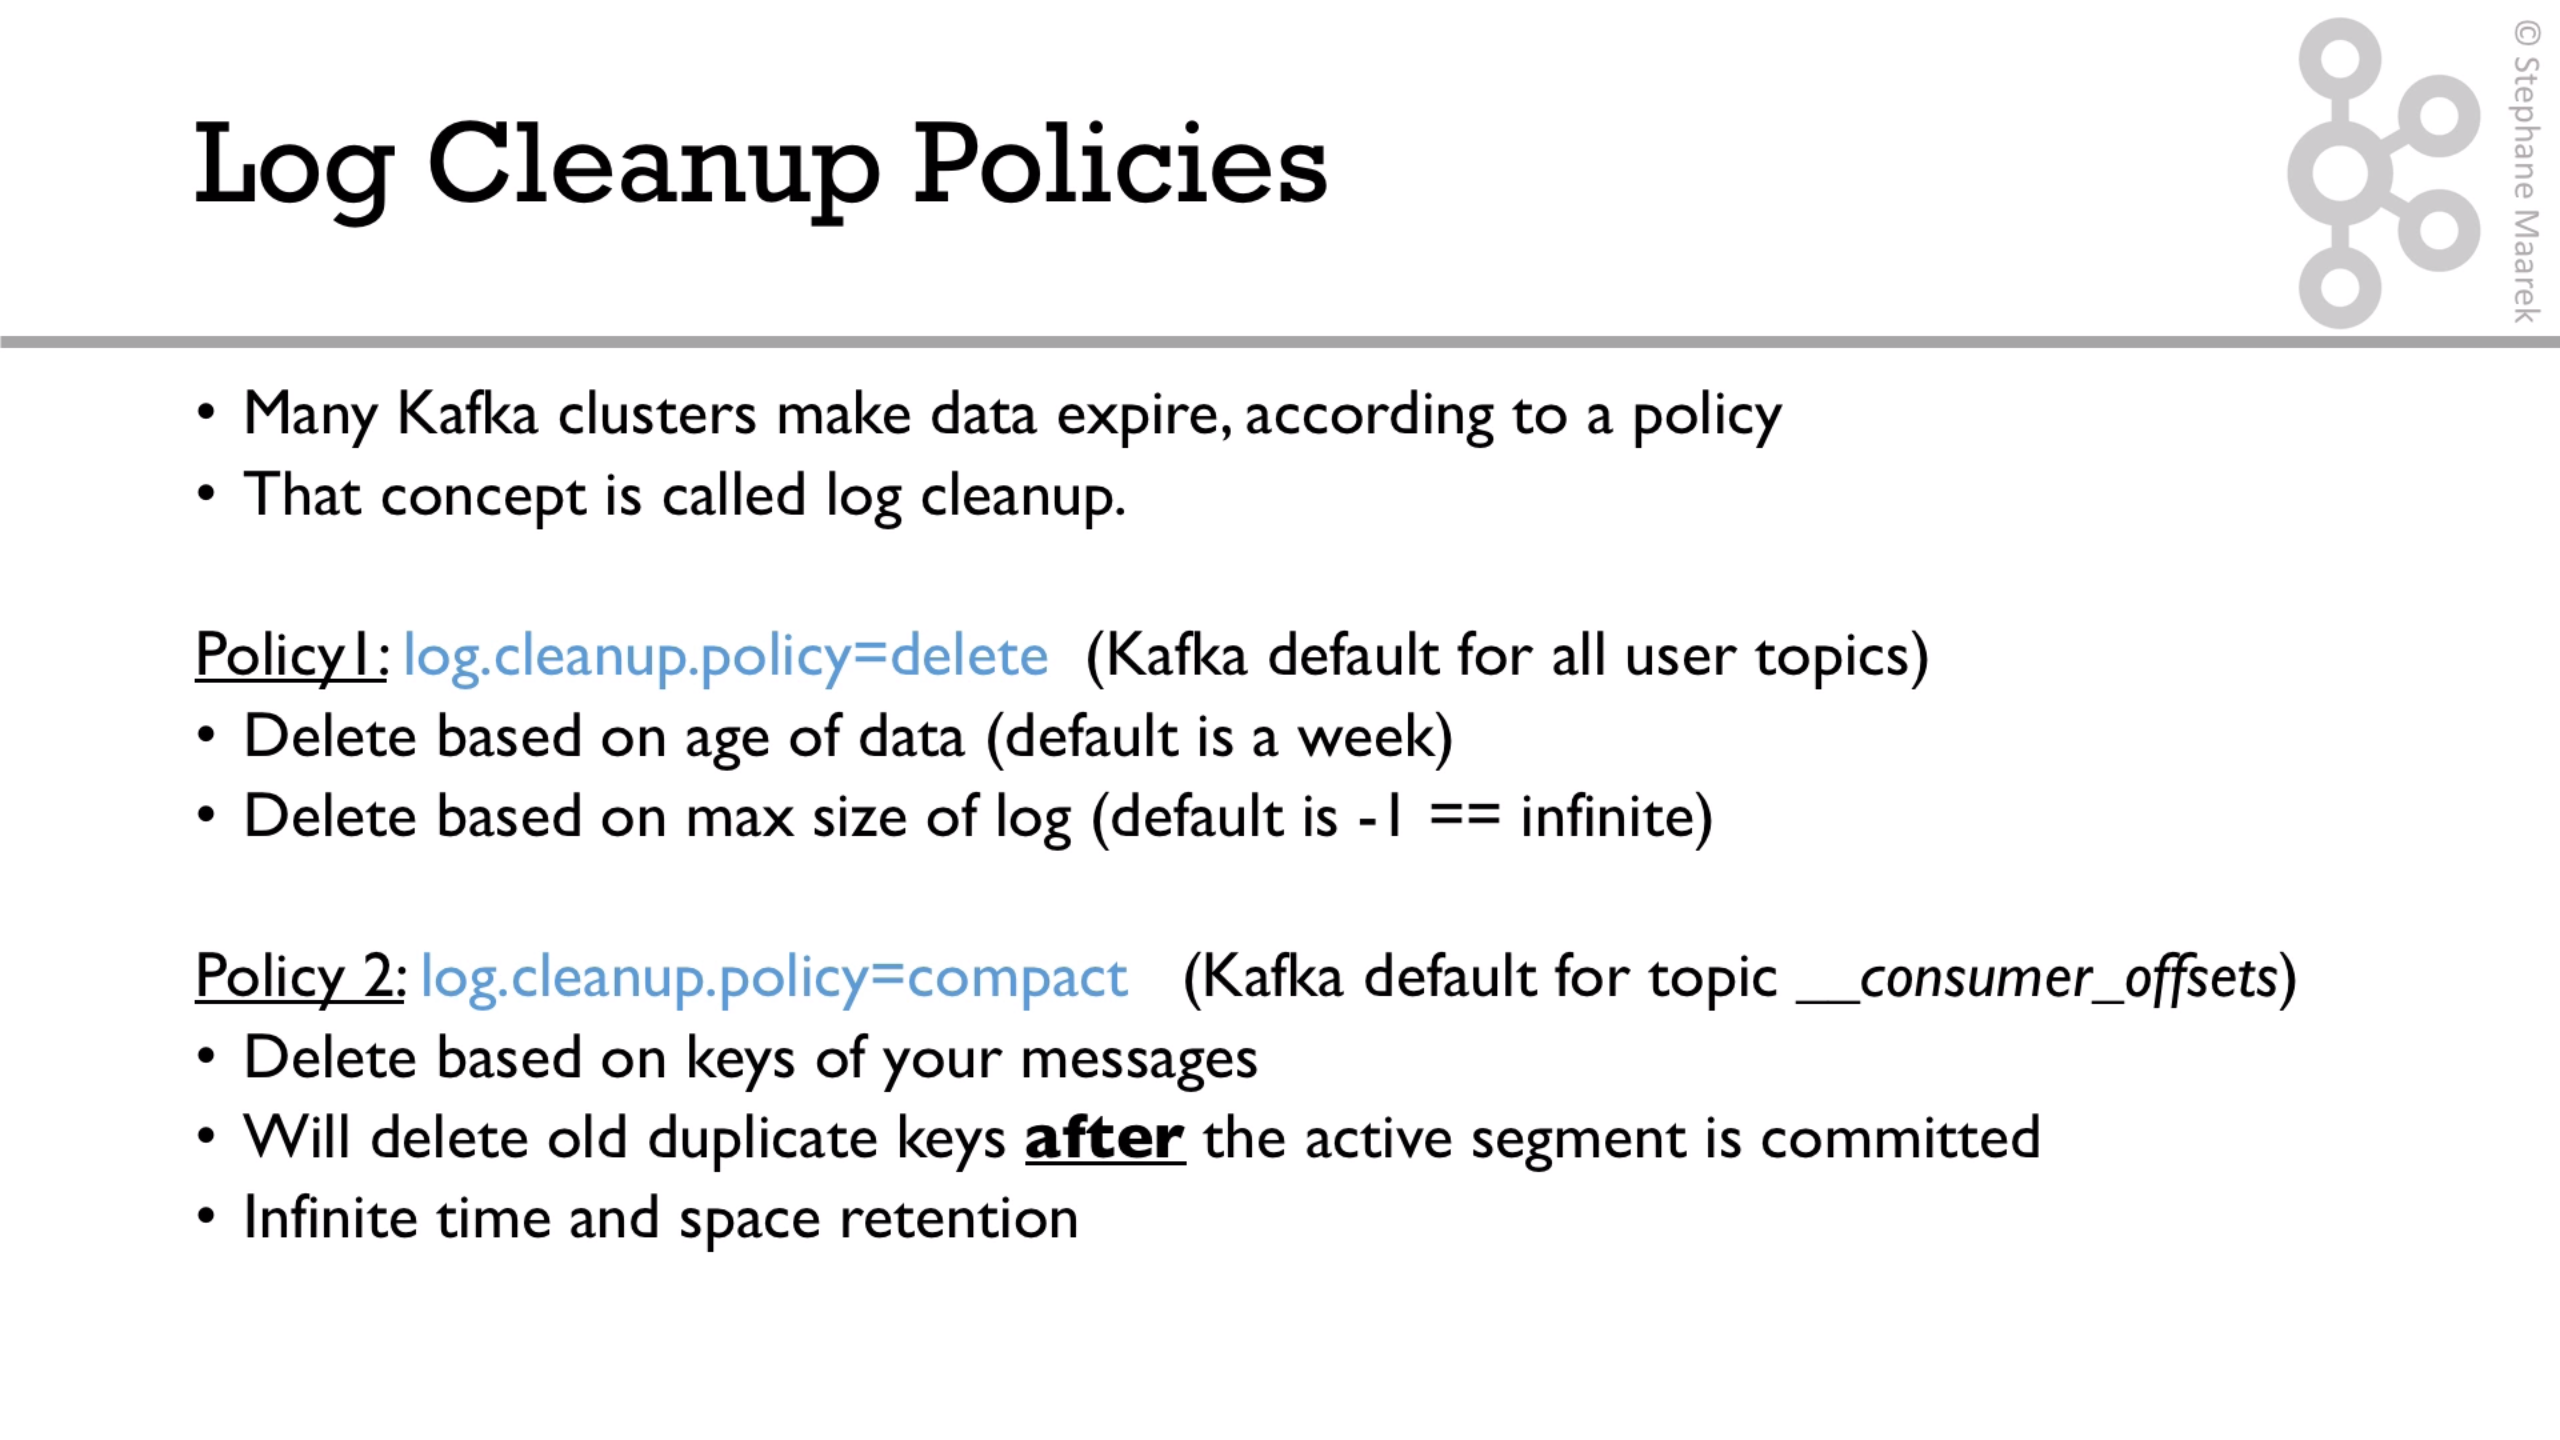 Log Cleanup Policies
© Stephane Maarek
• Many Kafka clusters make data expire, according to a policy
• That concept is called log cleanup.
Policy1: log.cleanup.policy=delete (Kafka default for all user topics)
• Delete based on age of data (default is a week)
• Delete based on max size of log (default is -1 == infinite)
Policy 2: log.cleanup.policy=compact (Kafka default for topic __consumer_offsets)
• Delete based on keys of your messages
• Will delete old duplicate keys after the active segment is committed
• Infinite time and space retention